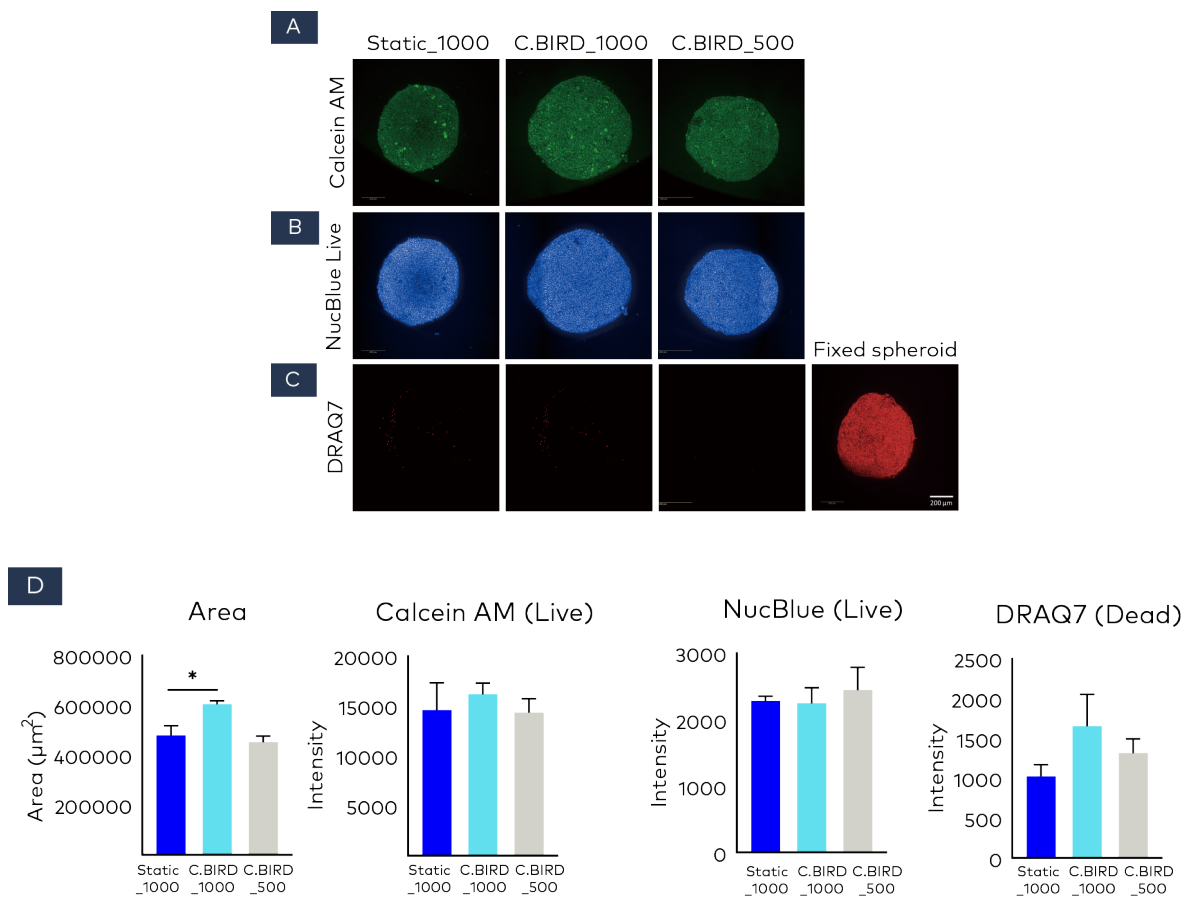 A
Static_1000
C.BIRD_1000
C.BIRD_500
Calcein AM
B
NucBlue Live
Fixed spheroid
C
DRAQ7
200 µm
D
Area
Area (µm²)
800000
600000
400000
200000
*
Static
_1000
C.BIRD
_1000
C.BIRD
_500
Calcein AM (Live)
Intensity
20000
15000
10000
5000
Static
_1000
C.BIRD
_1000
C.BIRD
_500
NucBlue (Live)
Intensity
3000
2000
1000
0
Static
_1000
C.BIRD
_1000
C.BIRD
_500
DRAQ7 (Dead)
Intensity
2500
2000
1500
1000
500
0
Static
_1000
C.BIRD
_1000
C.BIRD
_500